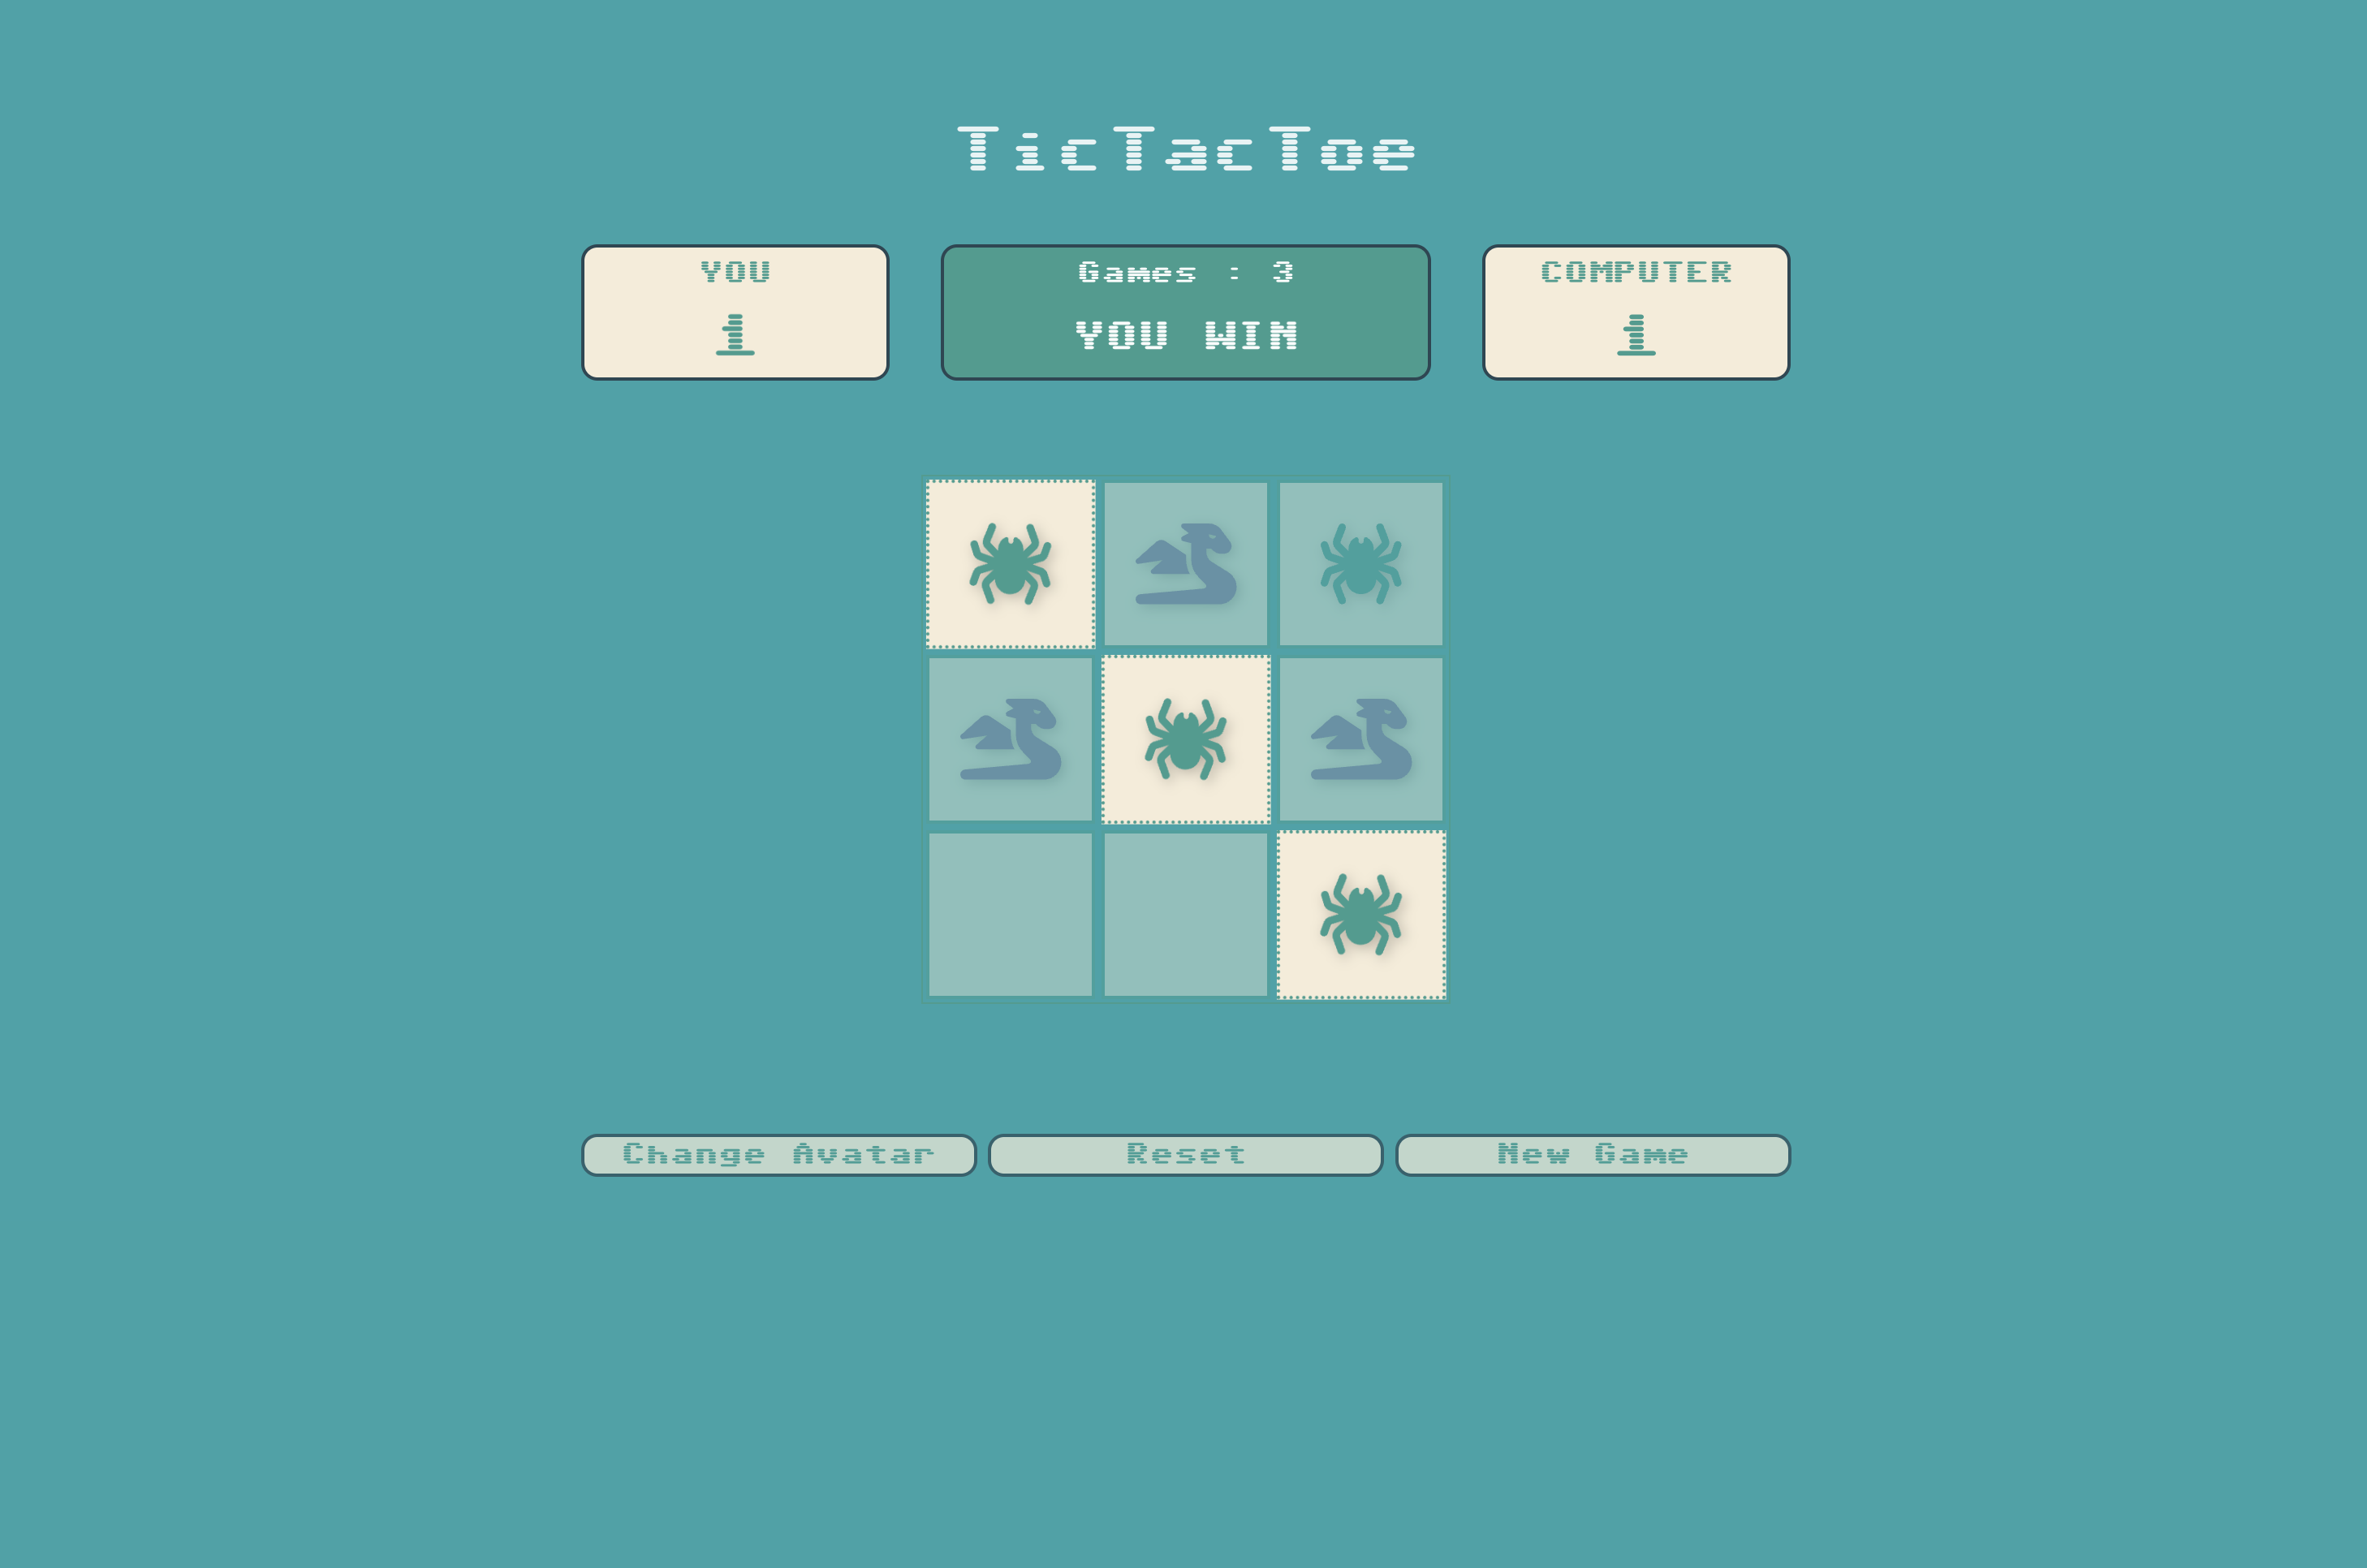 TicTacToe
YOU
1
Games : 3
YOU WIN
COMPUTER
1
Change Avatar
Reset
New Game